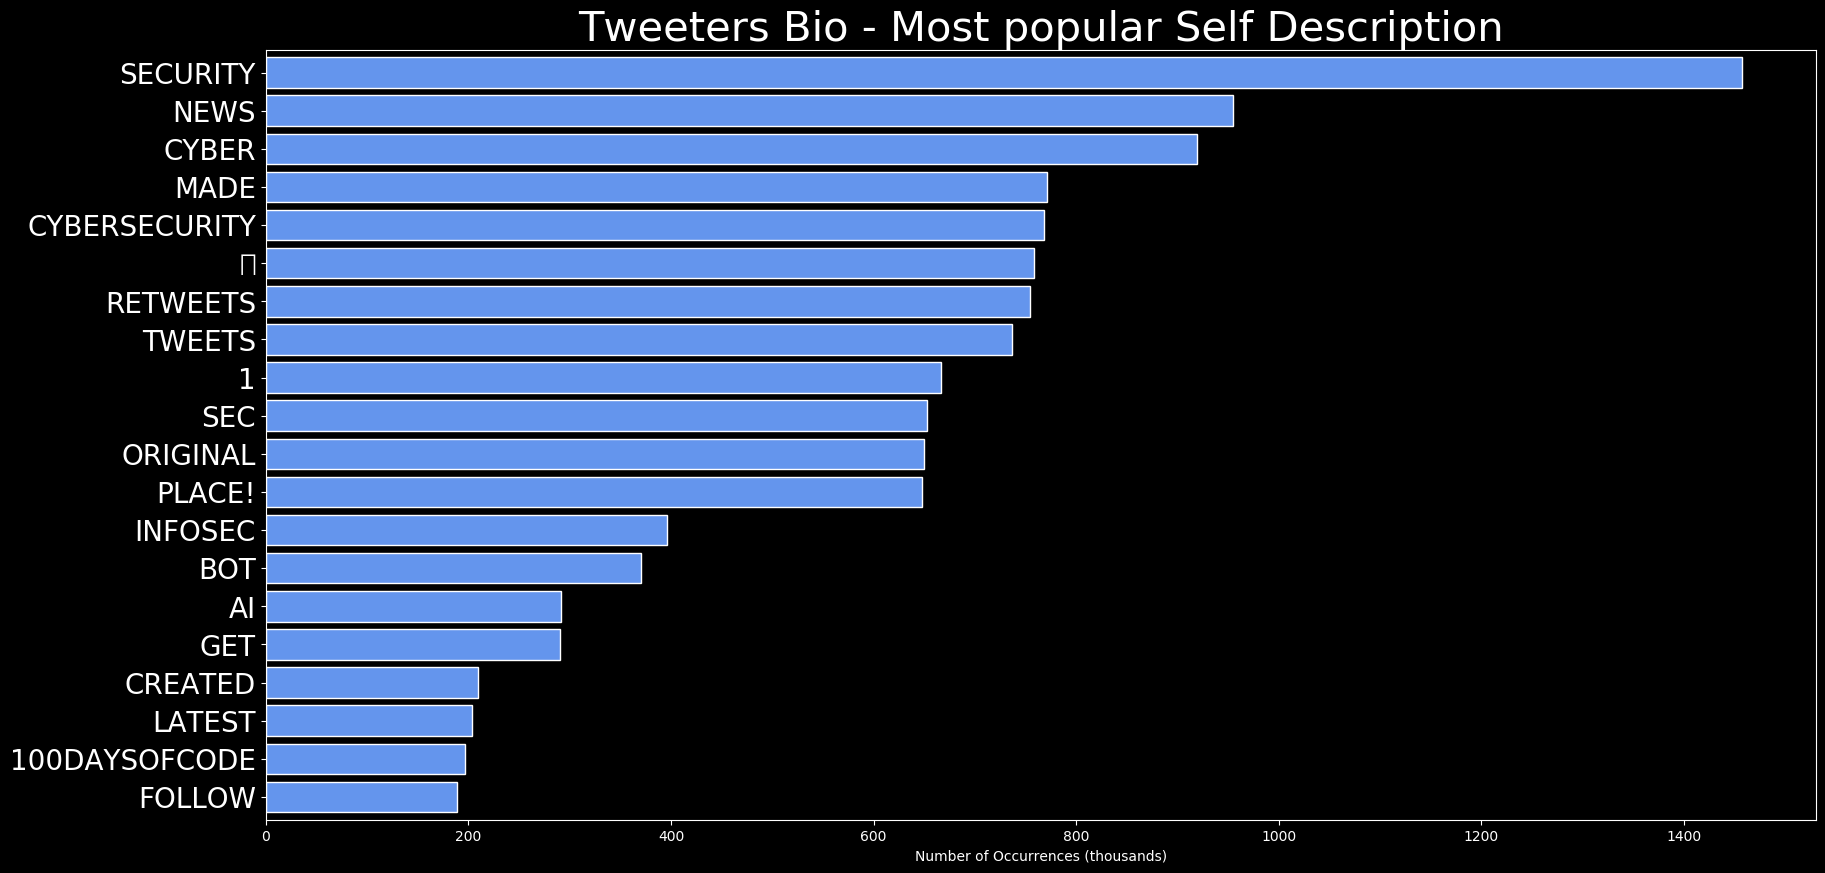 Tweeters Bio - Most popular Self Description
SECURITY
NEWS
CYBER
MADE
CYBERSECURITY
RETWEETS
TWEETS
1
SEC
ORIGINAL
PLACE!
INFOSEC
BOT
AI
GET
CREATED
LATEST
100DAYSOFCODE
FOLLOW
0 200 400 600 800 1000 1200 1400
Number of Occurrences (thousands)